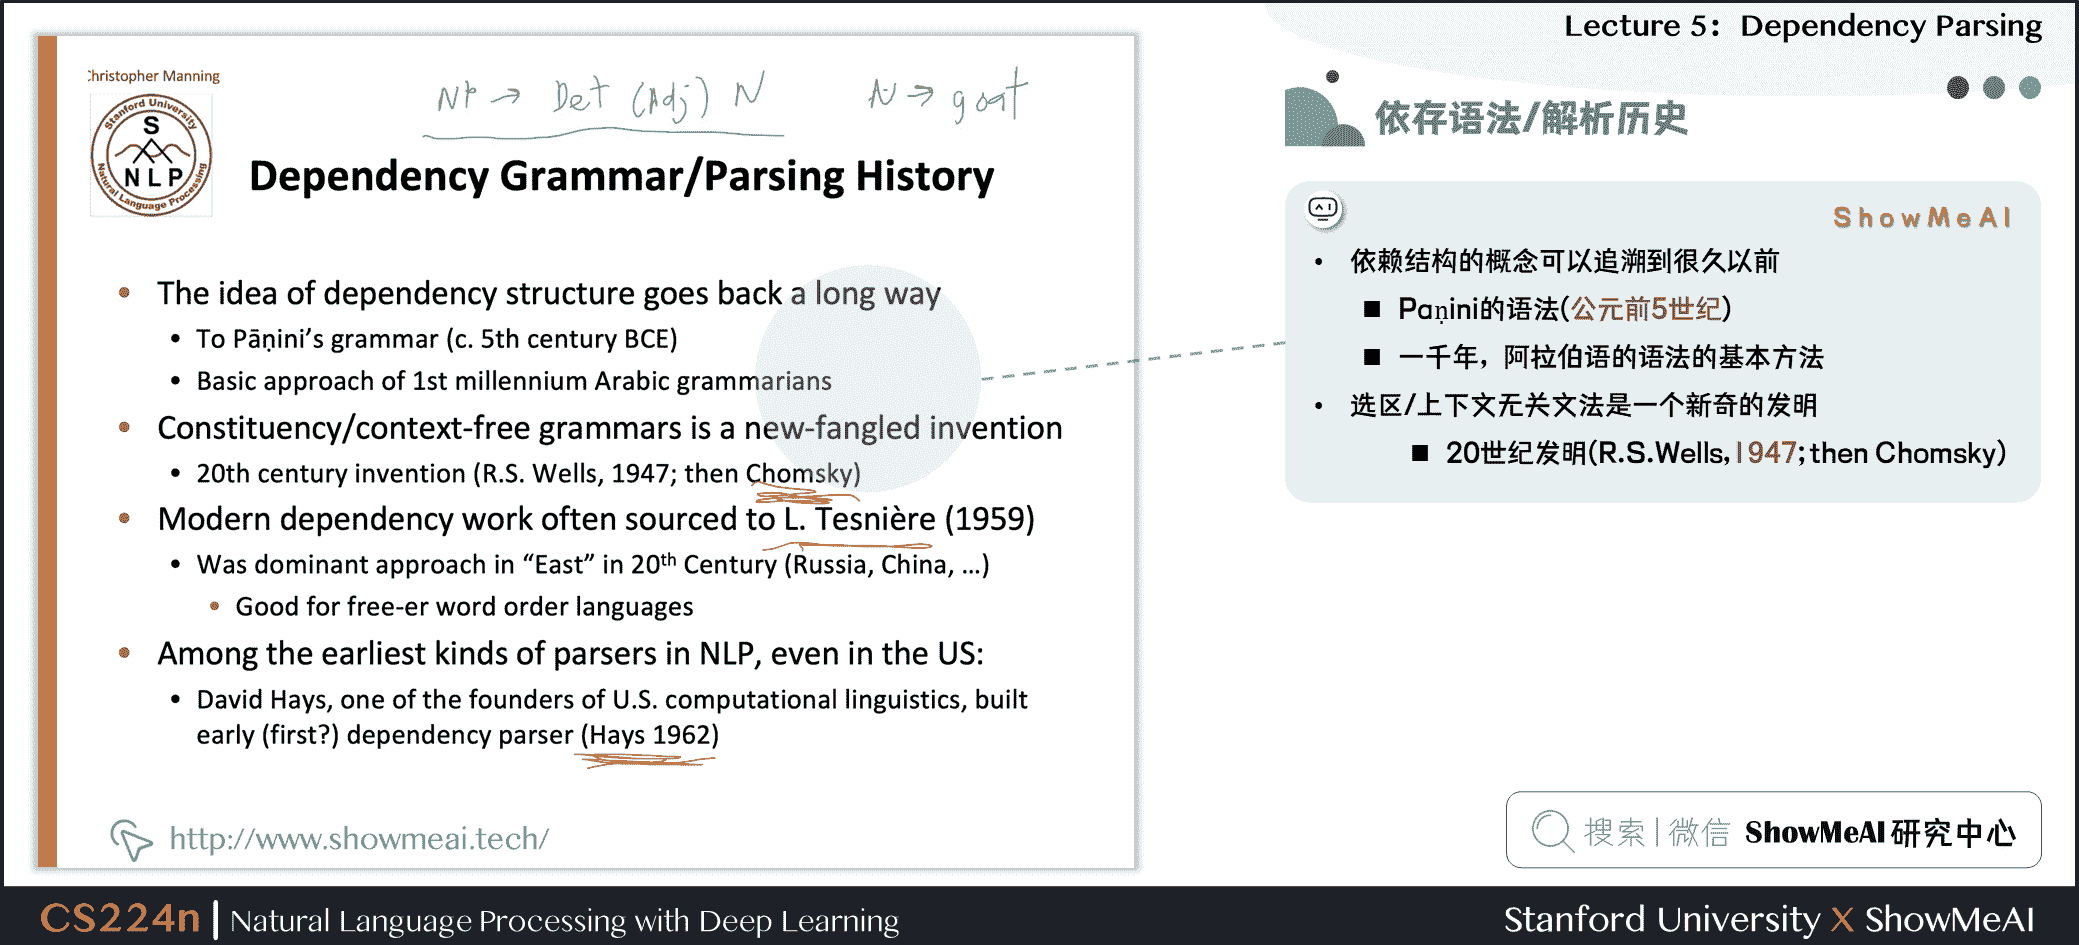 Lecture 5: Dependency Parsing
Christopher Manning
Stanford University
S
NLP
Natural Language Processing
NP → Det (Adj) N N → goat
Dependency Grammar/Parsing History
• The idea of dependency structure goes back a long way
• To Pāṇini’s grammar (c. 5th century BCE)
• Basic approach of 1st millennium Arabic grammarians
• Constituency/context-free grammars is a new-fangled invention
• 20th century invention (R.S. Wells, 1947; then Chomsky)
• Modern dependency work often sourced to L. Tesnière (1959)
• Was dominant approach in “East” in 20th Century (Russia, China, …)
• Good for free-er word order languages
• Among the earliest kinds of parsers in NLP, even in the US:
• David Hays, one of the founders of U.S. computational linguistics, built
early (first?) dependency parser (Hays 1962)
http://www.showmeai.tech/
依存语法/解析历史
ShowMeAI
• 依赖结构的概念可以追溯到很久以前
■ Paṇini的语法(公元前5世纪)
■ 一千年，阿拉伯语的语法的基本方法
• 选区/上下文无关文法是一个新奇的发明
■ 20世纪发明(R.S.Wells,1947;then Chomsky)
搜索|微信 ShowMeAI 研究中心
CS224n | Natural Language Processing with Deep Learning
Stanford University X ShowMeAI